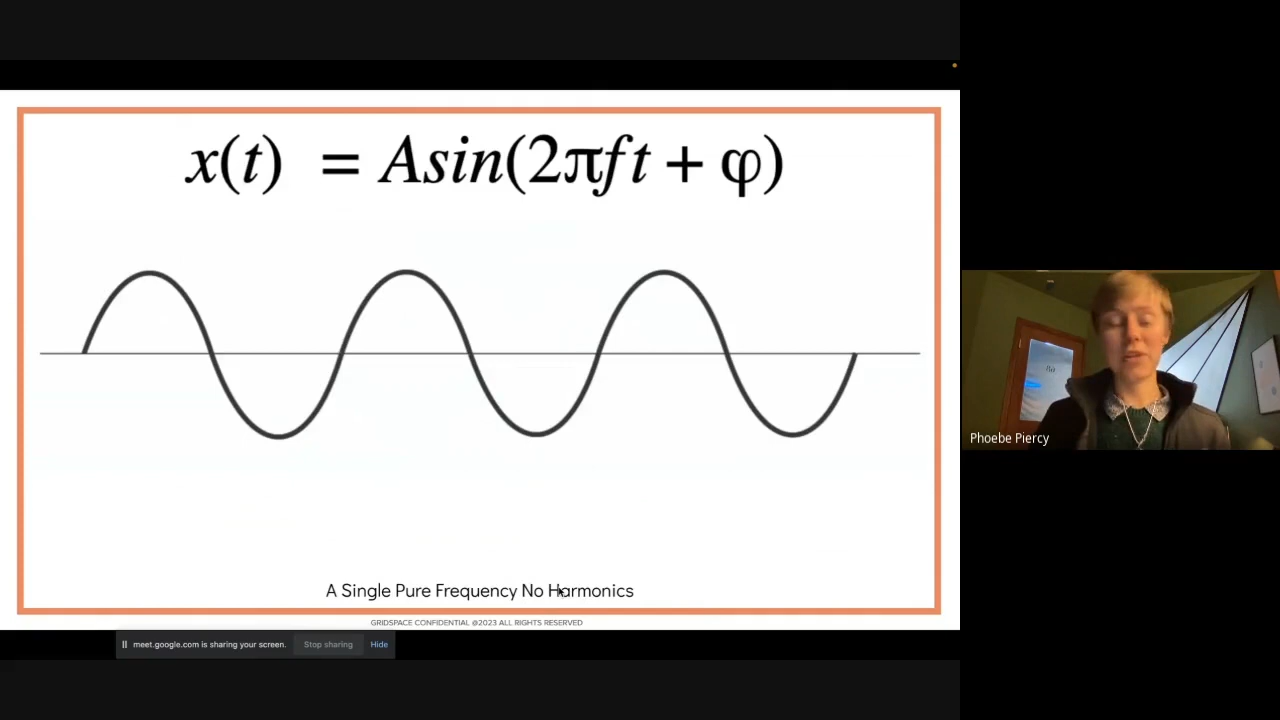 x(t) = Asin(2πft + φ)
A Single Pure Frequency No Harmonics
GRIDSPACE CONFIDENTIAL @2023 ALL RIGHTS RESERVED
meet.google.com is sharing your screen. Stop sharing Hide
Phoebe Piercy